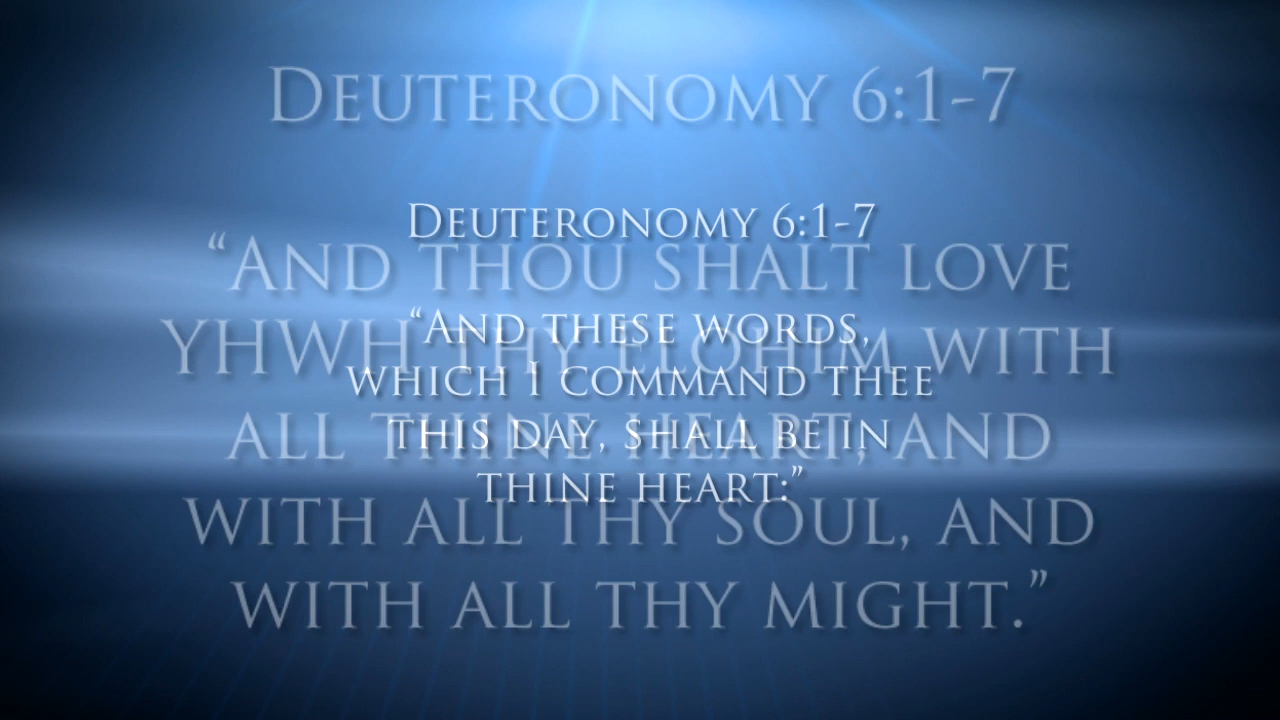 Deuteronomy 6:1-7
“And thou shalt love
YHWH thy Elohim with
all thine heart, and
with all thy soul, and
with all thy might.”
Deuteronomy 6:1-7
“And these words,
which I command thee
this day, shall be in
thine heart:”